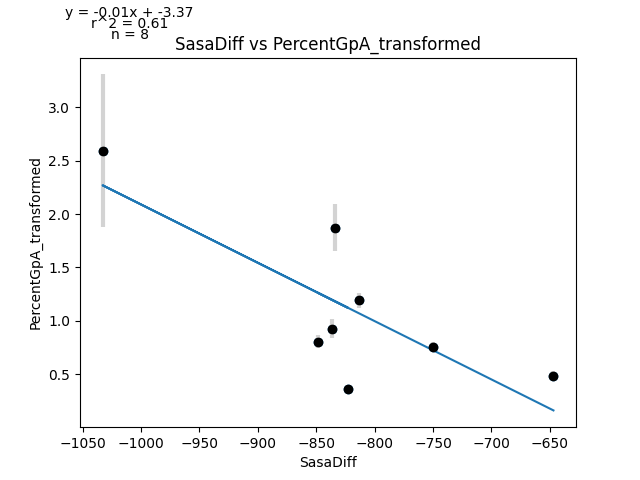 y = -0.01x + -3.37
r^2 = 0.61
n = 8
SasaDiff vs PercentGpA_transformed
PercentGpA_transformed
3.0
2.5
2.0
1.5
1.0
0.5
−1050 −1000 −950 −900 −850 −800 −750 −700 −650
SasaDiff